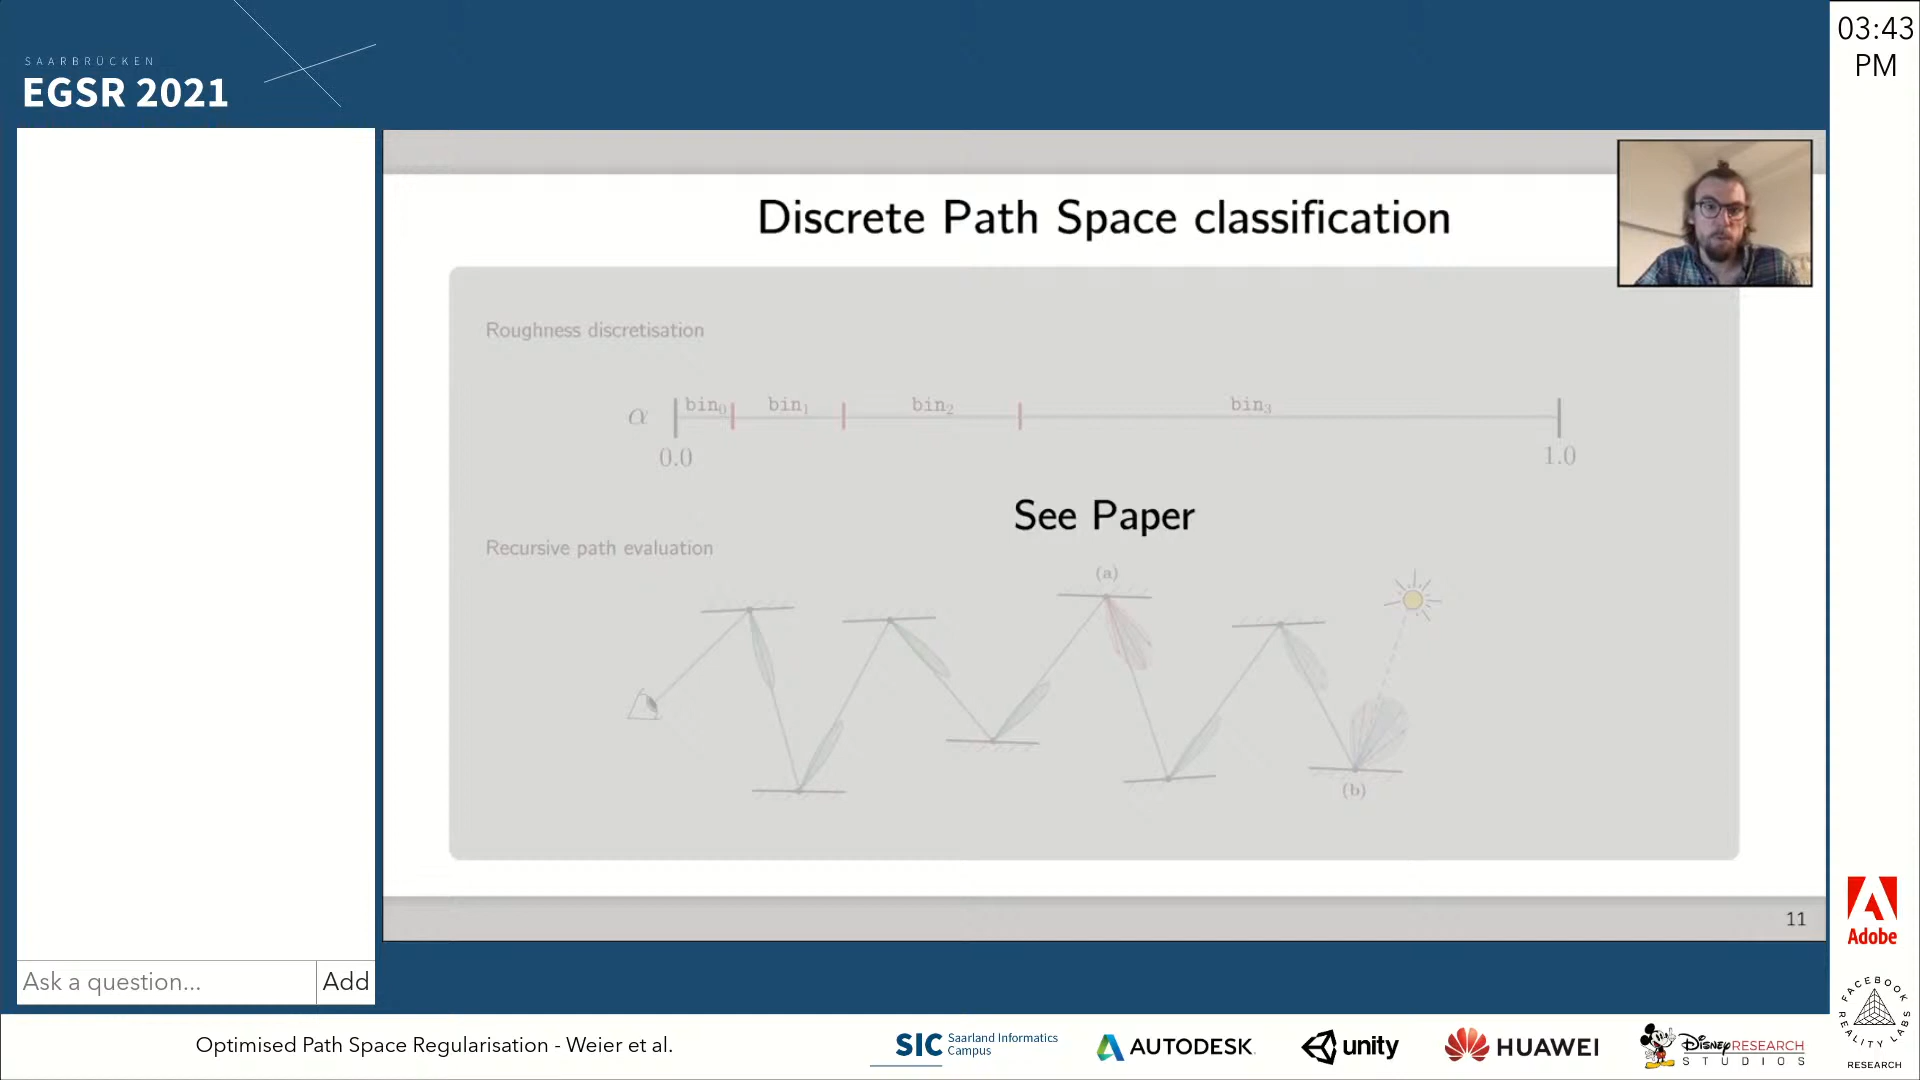 SAARBRÜCKEN
EGSR 2021
03:43
PM
Discrete Path Space classification
Roughness discretisation
α
bin0 bin1 bin2 bin3
0.0 1.0
See Paper
Recursive path evaluation
(a)
(b)
11
Ask a question... Add
Optimised Path Space Regularisation - Weier et al.
SIC Saarland Informatics
Campus
AUTODESK
unity
HUAWEI
DISNEY RESEARCH
STUDIOS
Adobe
FACEBOOK
REALITY LABS
RESEARCH